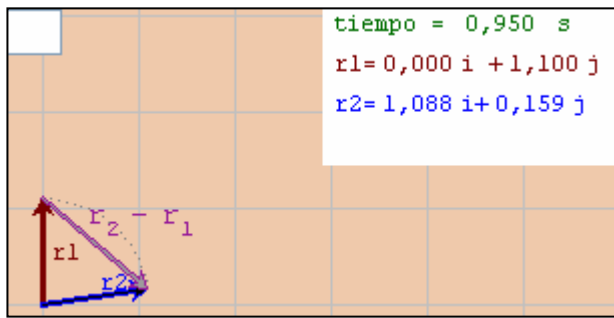 tiempo = 0,950 s
r1= 0,000 i +1,100 j
r2= 1,088 i+ 0,159 j
r2 - r1
r1
r2